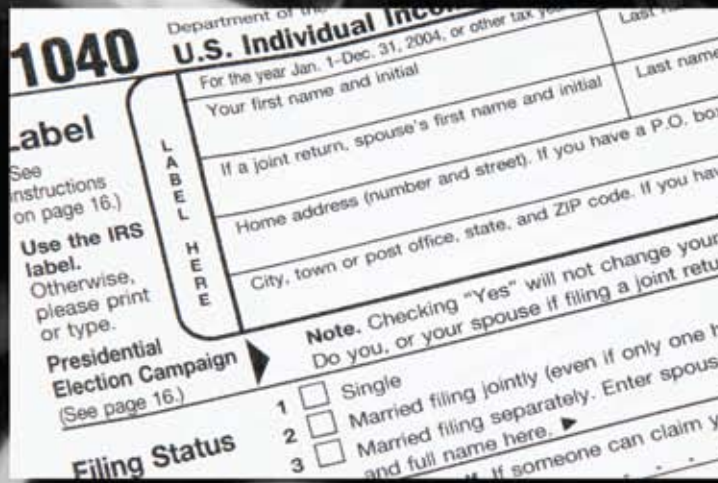 1040
Department of the
U.S. Individual Incom
For the year Jan. 1–Dec. 31, 2004, or other tax ye
Last
Your first name and initial
Last name
If a joint return, spouse's first name and initial
Home address (number and street). If you have a P.O. bo
City, town or post office, state, and ZIP code. If you hav
Label
(See
instructions
on page 16.)
Use the IRS
label.
Otherwise,
please print
or type.
LABEL HERE
Presidential
Election Campaign
(See page 16.)
Note. Checking "Yes" will not change your
Do you, or your spouse if filing a joint retu
Filing Status
1 Single
2 Married filing jointly (even if only one h
3 Married filing separately. Enter spous
and full name here. ►
If someone can claim y